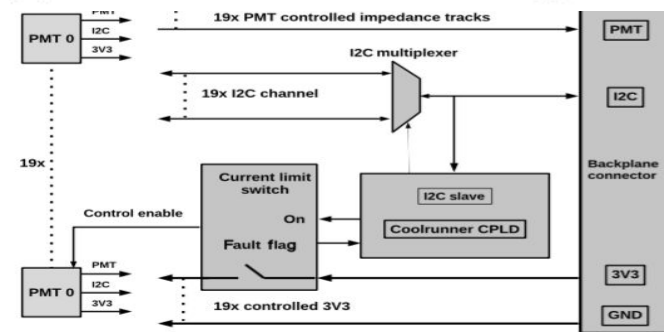 PMT
I2C
3V3
PMT 0
19x PMT controlled impedance tracks
PMT
I2C multiplexer
19x I2C channel
I2C
19x
Backplane
connector
Current limit
switch
On
Fault flag
I2C slave
Coolrunner CPLD
Control enable
PMT
I2C
3V3
PMT 0
19x controlled 3V3
3V3
GND